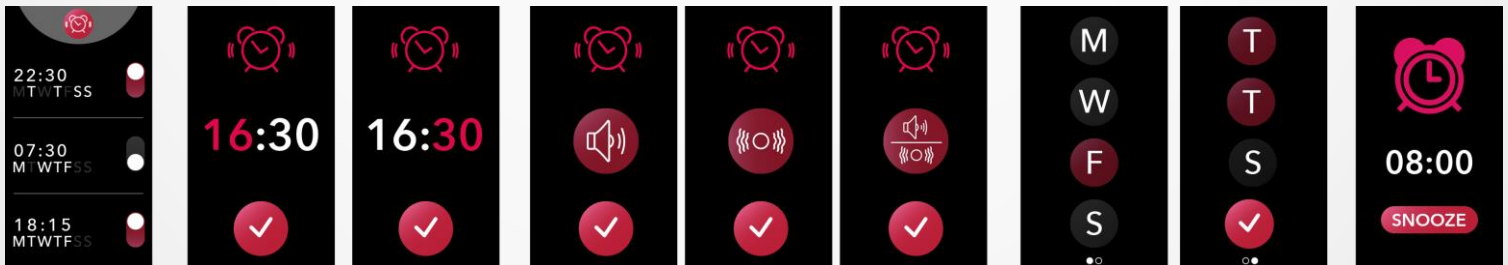 22:30
MTWTFSS
07:30
MTWTFSS
18:15
MTWTFSS
16:30
16:30
M
W
F
S
T
T
S
08:00
SNOOZE